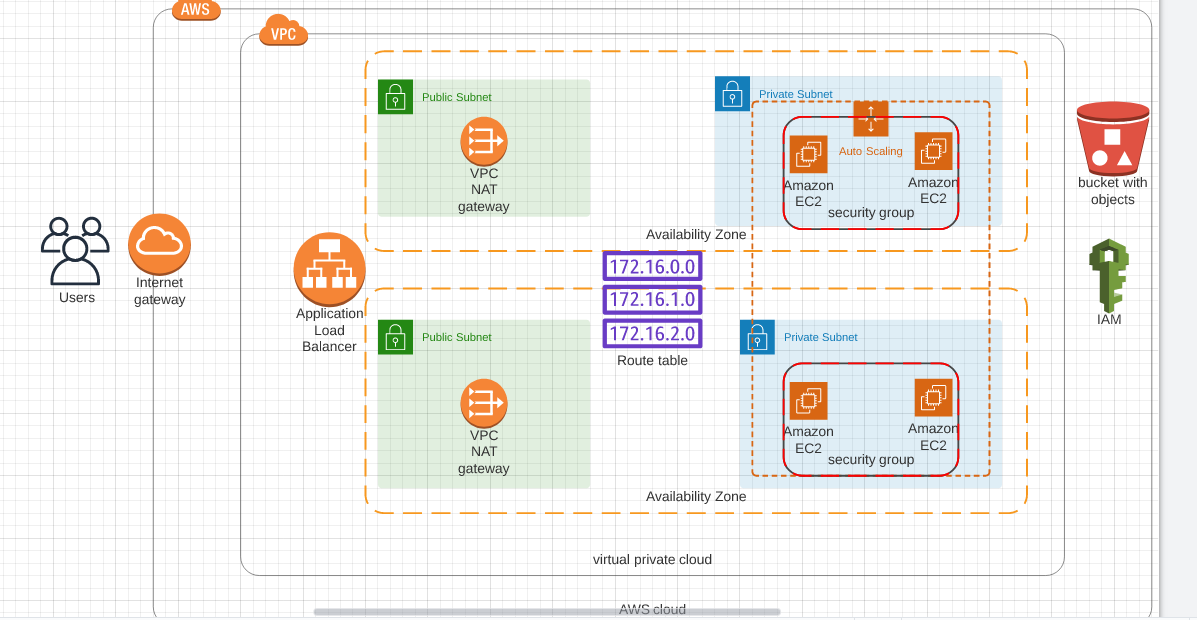 AWS
VPC
Public Subnet
VPC
NAT
gateway
Private Subnet
Auto Scaling
Amazon
EC2
Amazon
EC2
security group
Availability Zone
bucket with
objects
Users
Internet
gateway
Application
Load
Balancer
172.16.0.0
172.16.1.0
172.16.2.0
Route table
IAM
Public Subnet
VPC
NAT
gateway
Private Subnet
Amazon
EC2
Amazon
EC2
security group
Availability Zone
virtual private cloud
AWS cloud